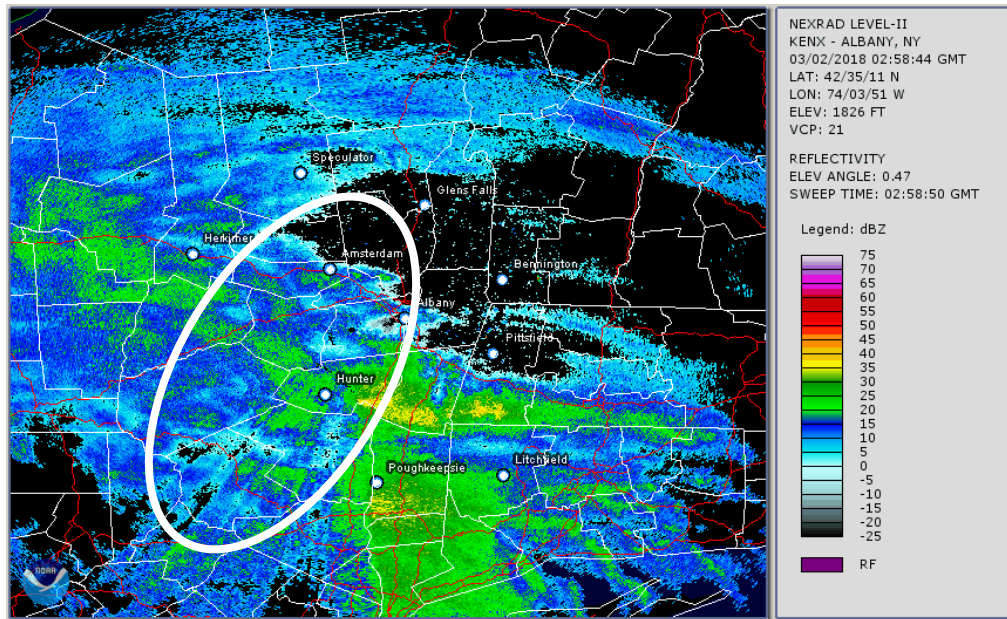 NEXRAD LEVEL-II
KENX - ALBANY, NY
03/02/2018 02:58:44 GMT
LAT: 42/35/11 N
LON: 74/03/51 W
ELEV: 1826 FT
VCP: 21
REFLECTIVITY
ELEV ANGLE: 0.47
SWEEP TIME: 02:58:50 GMT
Legend: dBZ
75
70
65
60
55
50
45
40
35
30
25
20
15
10
5
0
-5
-10
-15
-20
-25
RF
Speculator
Glens Falls
Herkimer
Amsterdam
Bennington
Albany
Pittsfield
Hunter
Poughkeepsie
Litchfield
NOAA